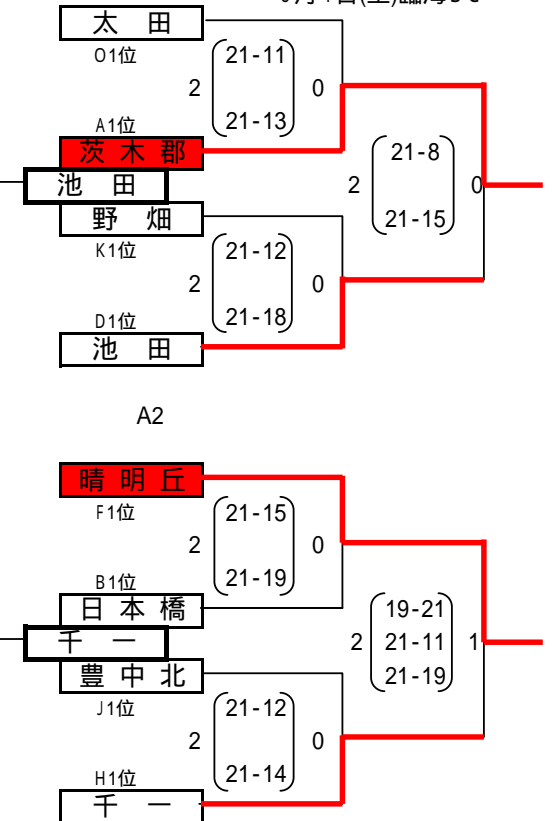 太 田
O1位
2 21-11 0
21-13
A1位
茨 木 郡
池 田
野 畑
K1位
2 21-12 0
21-18
D1位
池 田
2 21-8 0
21-15
A2
晴 明 丘
F1位
2 21-15 0
21-19
B1位
日 本 橋
千 一
豊 中 北
J1位
2 21-12 0
21-14
H1位
千 一
19-21
2 21-11 1
21-19